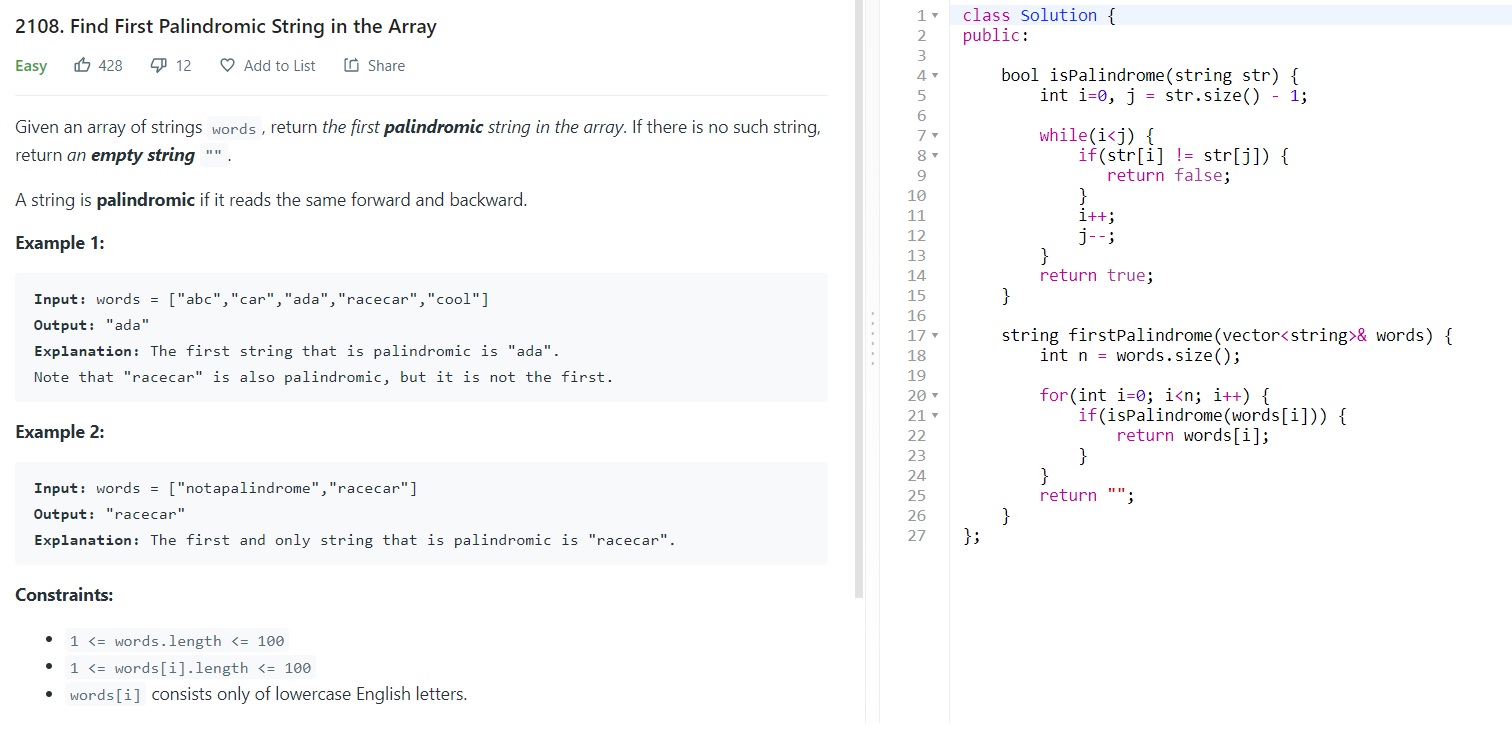 2108. Find First Palindromic String in the Array
Easy 428 12 Add to List Share
Given an array of strings words, return the first palindromic string in the array. If there is no such string,
return an empty string "".
A string is palindromic if it reads the same forward and backward.
Example 1:
Input: words = ["abc","car","ada","racecar","cool"]
Output: "ada"
Explanation: The first string that is palindromic is "ada".
Note that "racecar" is also palindromic, but it is not the first.
Example 2:
Input: words = ["notapalindrome","racecar"]
Output: "racecar"
Explanation: The first and only string that is palindromic is "racecar".
Constraints:
• 1 <= words.length <= 100
• 1 <= words[i].length <= 100
• words[i] consists only of lowercase English letters.
1 class Solution {
2 public:
3
4     bool isPalindrome(string str) {
5         int i=0, j = str.size() - 1;
6
7         while(i<j) {
8             if(str[i] != str[j]) {
9                return false;
10             }
11             i++;
12             j--;
13         }
14         return true;
15     }
16
17     string firstPalindrome(vector<string>& words) {
18         int n = words.size();
19
20         for(int i=0; i<n; i++) {
21             if(isPalindrome(words[i])) {
22                 return words[i];
23             }
24         }
25         return "";
26     }
27 };